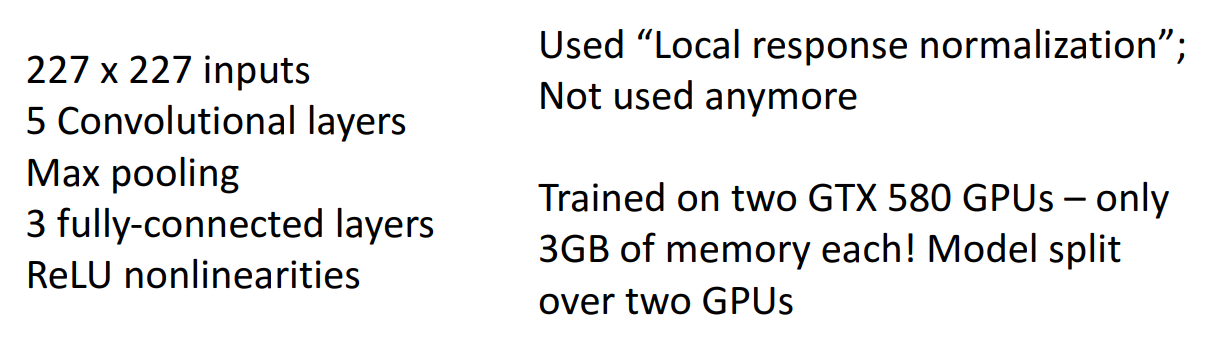 227 x 227 inputs
5 Convolutional layers
Max pooling
3 fully-connected layers
ReLU nonlinearities
Used “Local response normalization”;
Not used anymore
Trained on two GTX 580 GPUs – only
3GB of memory each! Model split
over two GPUs